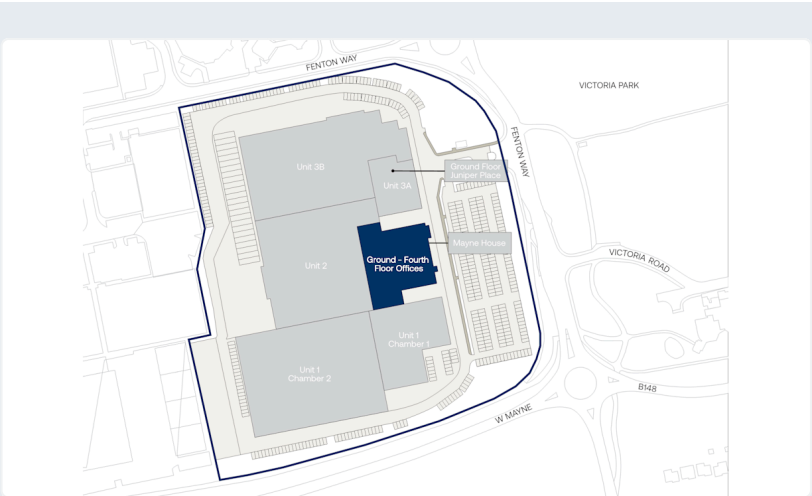 FENTON WAY
VICTORIA PARK
FENTON WAY
Unit 3B
Ground Floor
Juniper Place
Unit 3A
Mayne House
Ground - Fourth
Floor Offices
Unit 2
VICTORIA ROAD
Unit 1
Chamber 1
Unit 1
Chamber 2
B148
W MAYNE